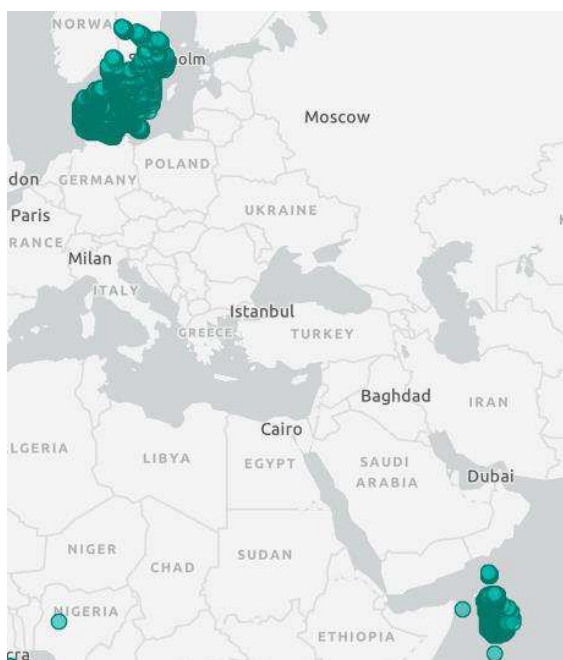 NORWA
S
olm
Moscow
POLAND
don
GERMANY
UKRAINE
Paris
RANCE
Milan
ITALY
Istanbul
GREECE
TURKEY
Baghdad
IRAN
Cairo
LGERIA
LIBYA
EGYPT
SAUDI
ARABIA
Dubai
NIGER
CHAD
SUDAN
NIGERIA
ETHIOPIA
cra